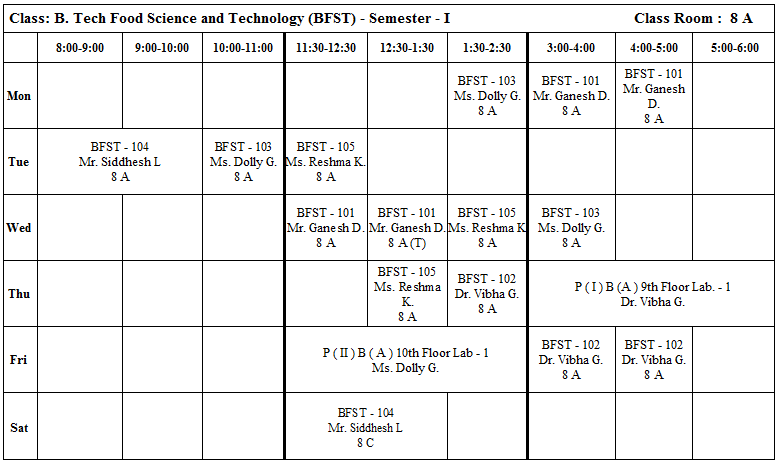 Class: B. Tech Food Science and Technology (BFST) - Semester - I Class Room : 8 A
8:00-9:00 9:00-10:00 10:00-11:00 11:30-12:30 12:30-1:30 1:30-2:30 3:00-4:00 4:00-5:00 5:00-6:00
Mon
BFST - 103
Ms. Dolly G.
8 A
BFST - 101
Mr. Ganesh D.
8 A
BFST - 101
Mr. Ganesh
D.
8 A
Tue
BFST - 104
Mr. Siddhesh L
8 A
BFST - 103
Ms. Dolly G.
8 A
BFST - 105
Ms. Reshma K.
8 A
Wed
BFST - 101
Mr. Ganesh D.
8 A
BFST - 101
Mr. Ganesh D.
8 A (T)
BFST - 105
Ms. Reshma K
8 A
BFST - 103
Ms. Dolly G.
8 A
Thu
BFST - 105
Ms. Reshma
K.
8 A
BFST - 102
Dr. Vibha G.
8 A
P ( I ) B (A ) 9th Floor Lab. - 1
Dr. Vibha G.
Fri
P ( II ) B ( A ) 10th Floor Lab - 1
Ms. Dolly G.
BFST - 102
Dr. Vibha G.
8 A
BFST - 102
Dr. Vibha G.
8 A
Sat
BFST - 104
Mr. Siddhesh L
8 C